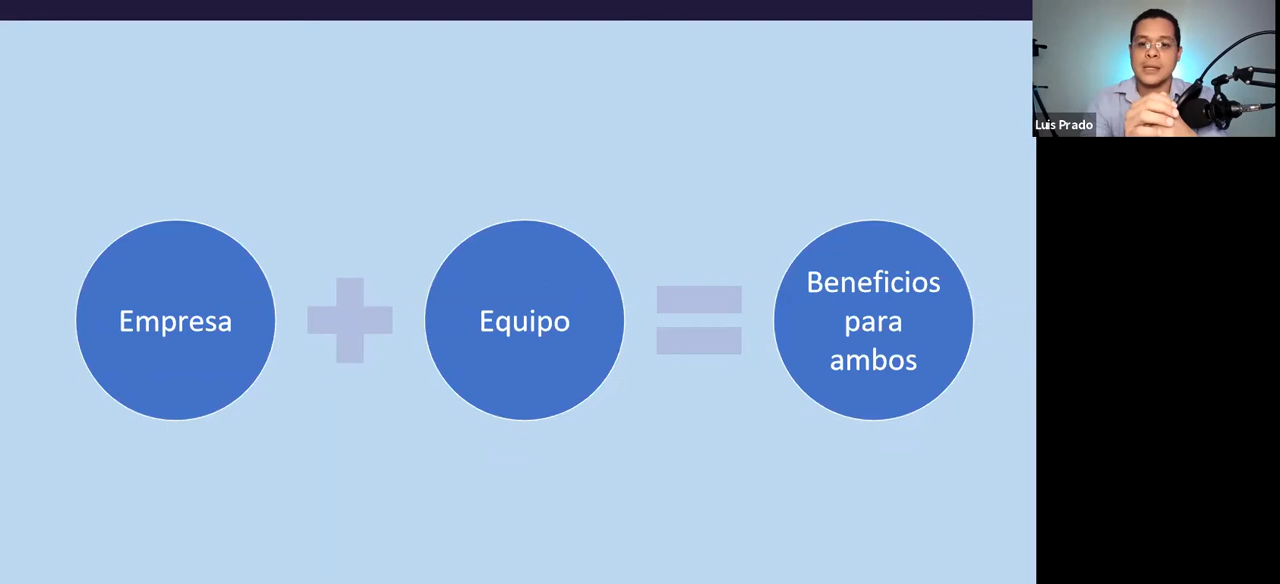 Luis Prado
Empresa
Equipo
Beneficios
para
ambos